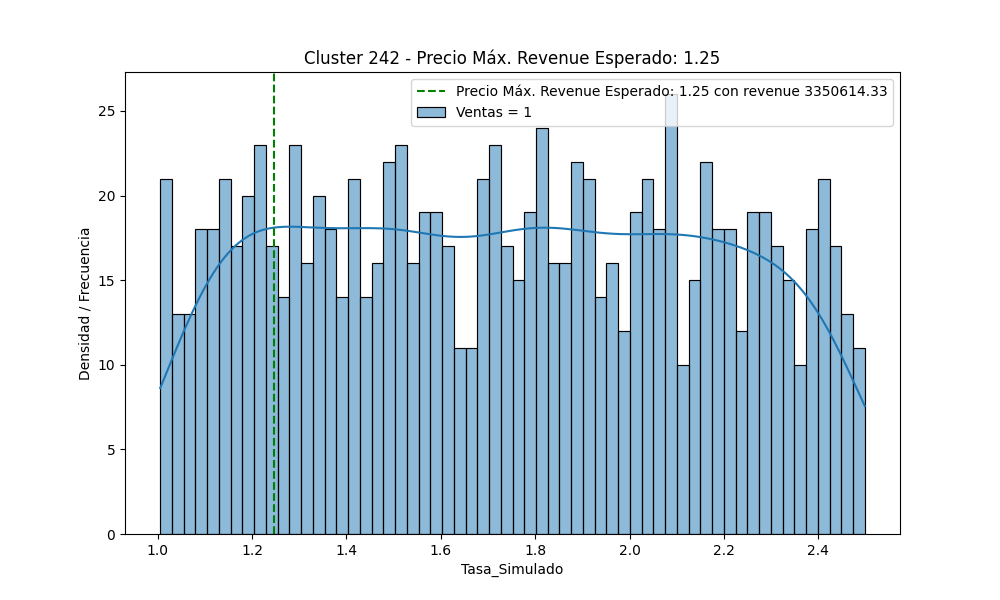 Cluster 242 - Precio Máx. Revenue Esperado: 1.25
Precio Máx. Revenue Esperado: 1.25 con revenue 3350614.33
Ventas = 1
Densidad / Frecuencia
25
20
15
10
5
0
1.0 1.2 1.4 1.6 1.8 2.0 2.2 2.4
Tasa_Simulado